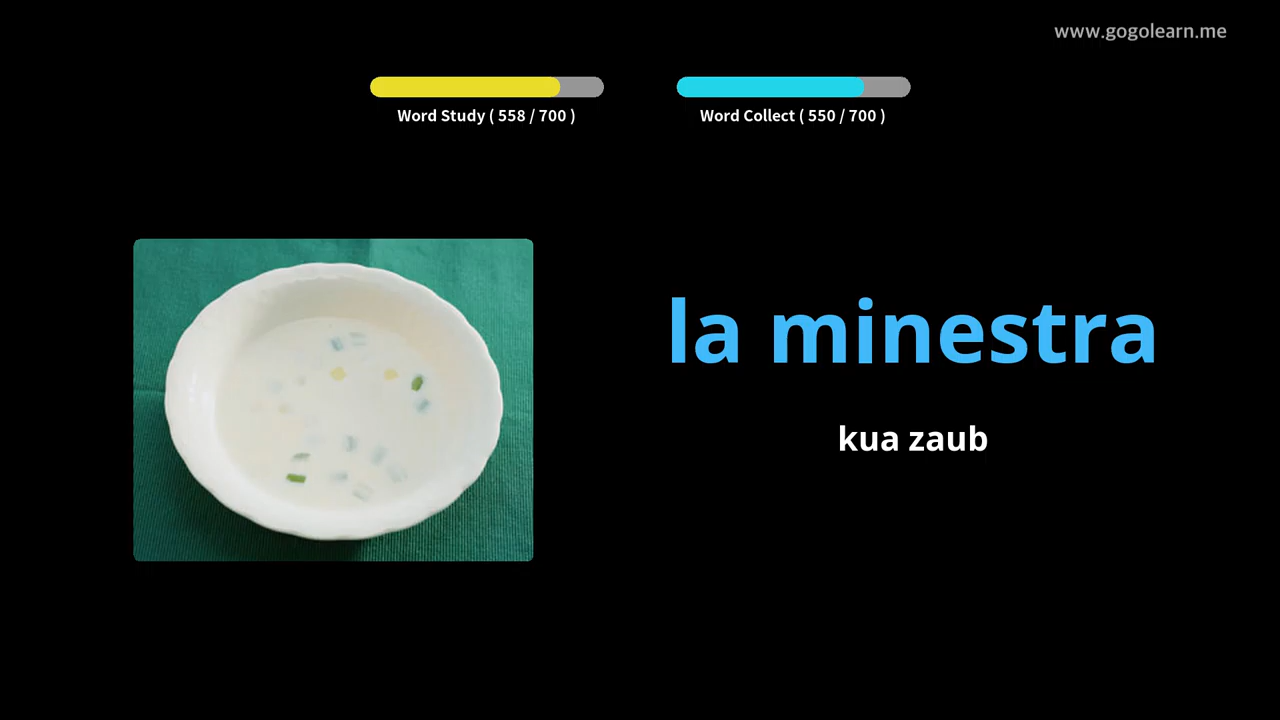 www.gogolearn.me
Word Study ( 558 / 700 )
Word Collect ( 550 / 700 )
la minestra
kua zaub